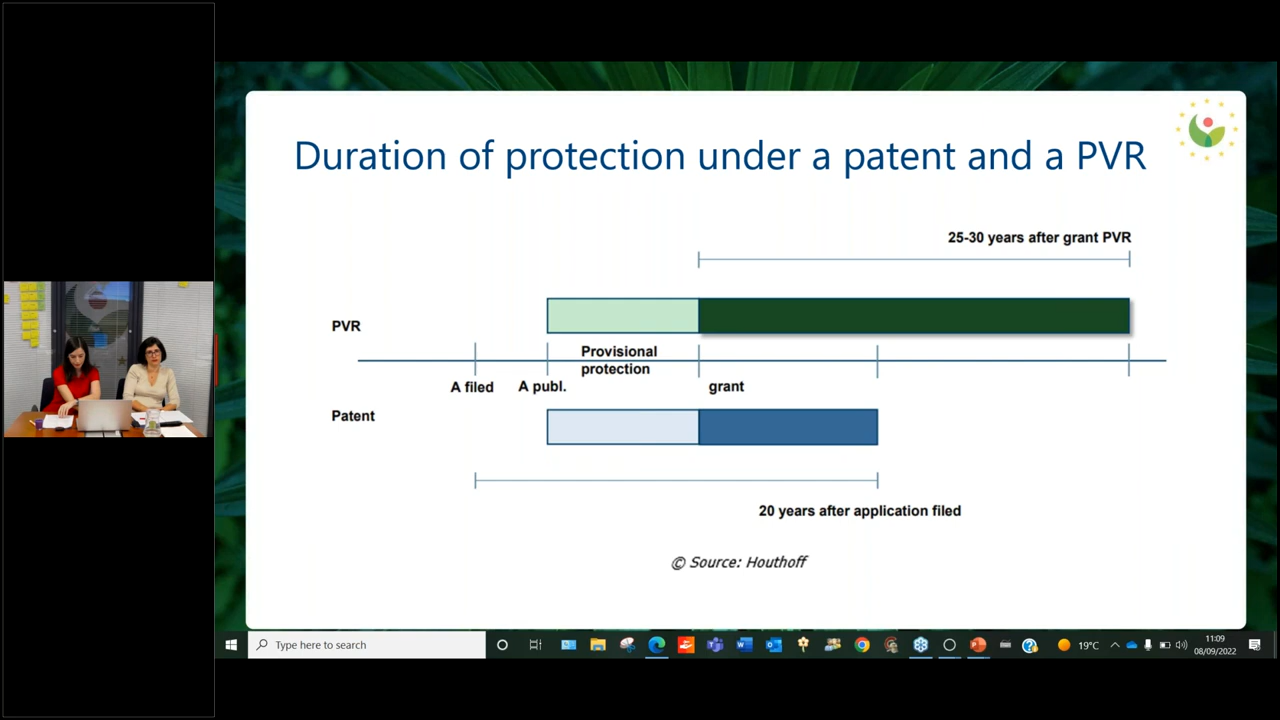 Duration of protection under a patent and a PVR
25-30 years after grant PVR
PVR
Provisional
protection
A filed
A publ.
grant
Patent
20 years after application filed
© Source: Houthoff
Type here to search
19°C
11:09
08/09/2022